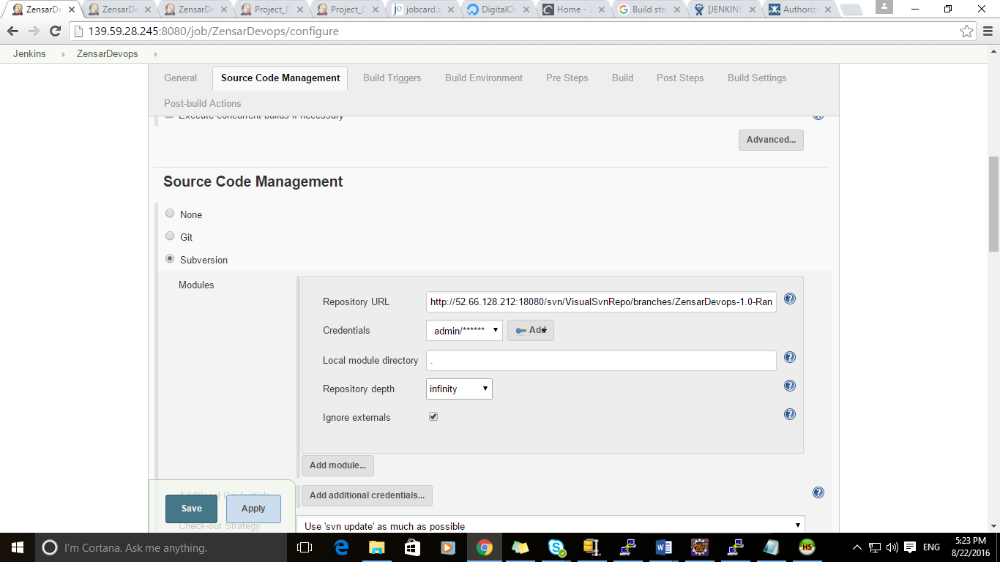 ZensarDe
ZensarDe
ZensarDe
Project_D
Project_D
jobcard.z
DigitalOc
Home - Z
Build ste
[JENKINS
Authoriz
139.59.28.245:8080/job/ZensarDevops/configure
Jenkins ZensarDevops
General Source Code Management Build Triggers Build Environment Pre Steps Build Post Steps Build Settings
Post-build Actions
Execute concurrent builds if necessary
Advanced...
Source Code Management
None
Git
Subversion
Modules
Repository URL http://52.66.128.212:18080/svn/VisualSvnRepo/branches/ZensarDevops-1.0-Ran
Credentials admin/****** Add
Local module directory .
Repository depth infinity
Ignore externals
Add module...
Additional Credentials Add additional credentials...
Save Apply
Check-out Strategy Use 'svn update' as much as possible
I'm Cortana. Ask me anything.
ENG
5:23 PM
8/22/2016